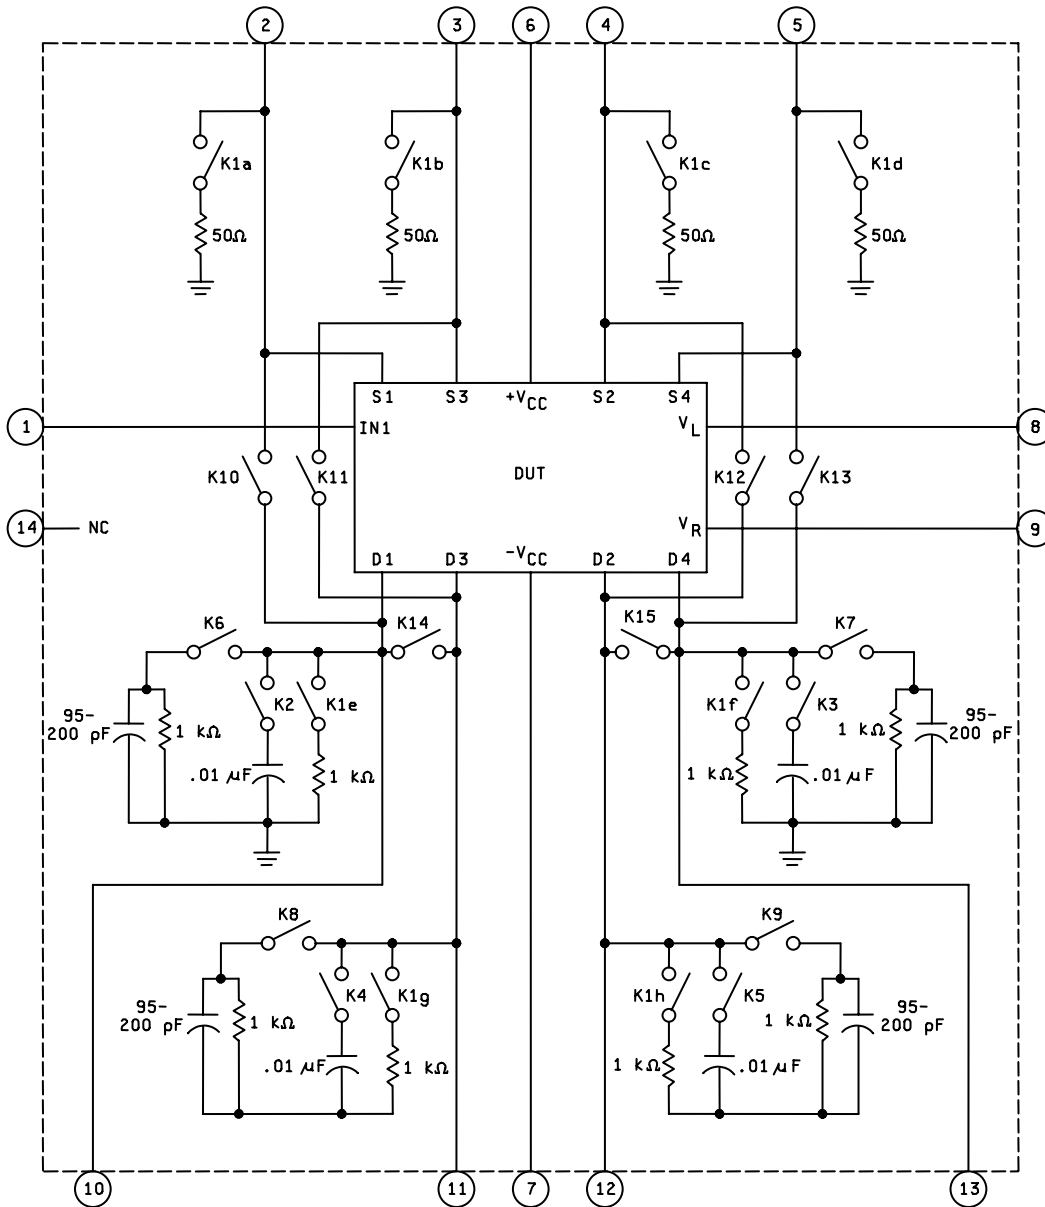 2 3 6 4 5
K1a K1b K1c K1d
50Ω 50Ω 50Ω 50Ω
S1 S3 +VCC S2 S4
1 IN1 VL 8
K10 K11 DUT K12 K13
14 NC VR 9
D1 D3 -VCC D2 D4
K6 K14 K15 K7
K2 K1e K1f K3
95-
200 pF 1 kΩ
.01 µF 1 kΩ
1 kΩ .01 µF
1 kΩ 95-
200 pF
K8 K9
K4 K1g K1h K5
95-
200 pF 1 kΩ
.01 µF 1 kΩ
1 kΩ .01 µF
1 kΩ 95-
200 pF
10 11 7 12 13